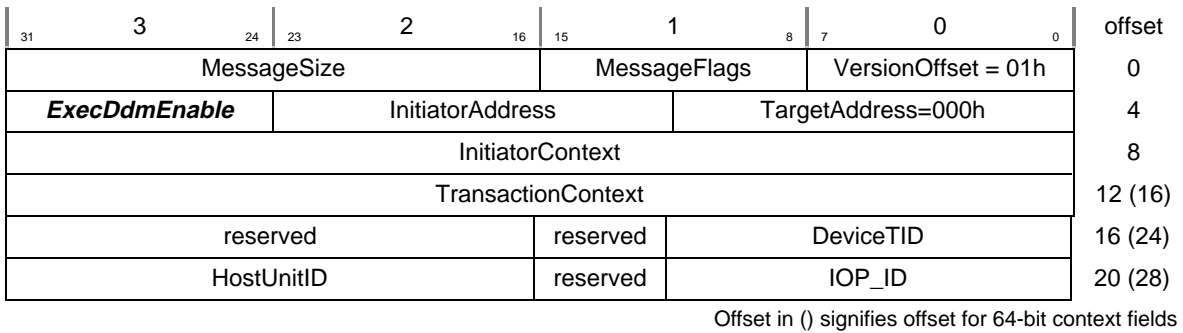 3 2 1 0 offset
31 24 23 16 15 8 7 0
MessageSize MessageFlags VersionOffset = 01h 0
ExecDdmEnable InitiatorAddress TargetAddress=000h 4
InitiatorContext 8
TransactionContext 12 (16)
reserved reserved DeviceTID 16 (24)
HostUnitID reserved IOP_ID 20 (28)
Offset in () signifies offset for 64-bit context fields